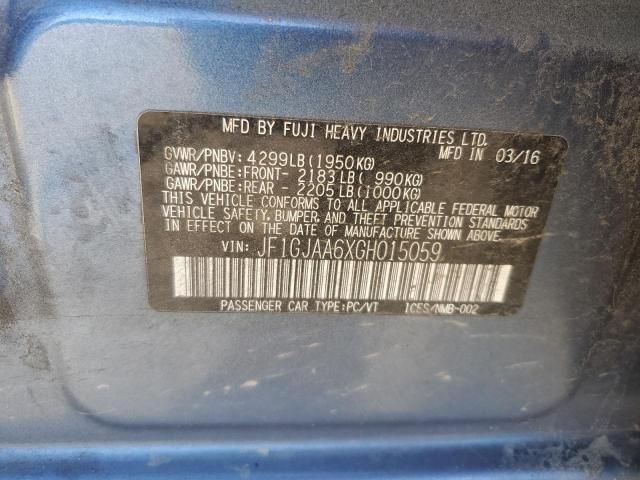 MFD BY FUJI HEAVY INDUSTRIES LTD.
MFD IN 03/16
GVWR/PNBV: 4299LB(1950KG)
GAWR/PNBE:FRONT- 2183LB( 990KG)
GAWR/PNBE:REAR - 2205LB(1000KG)
THIS VEHICLE CONFORMS TO ALL APPLICABLE FEDERAL MOTOR
VEHICLE SAFETY, BUMPER, AND THEFT PREVENTION STANDARDS
IN EFFECT ON THE DATE OF MANUFACTURE SHOWN ABOVE.
VIN: JF1GJAA6XGH015059
PASSENGER CAR TYPE:PC/VT ICES/NMB-002